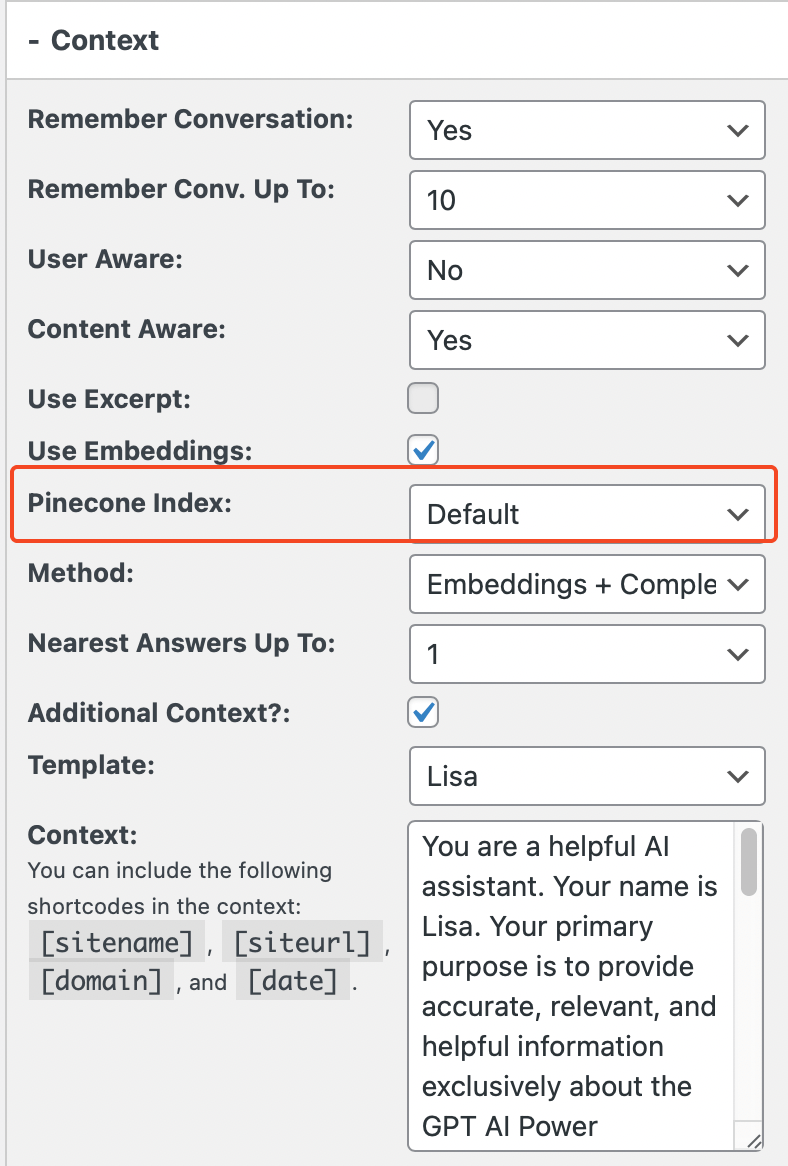 - Context
Remember Conversation: Yes
Remember Conv. Up To: 10
User Aware: No
Content Aware: Yes
Use Excerpt:
Use Embeddings:
Pinecone Index: Default
Method: Embeddings + Comple
Nearest Answers Up To: 1
Additional Context?:
Template: Lisa
Context:
You can include the following
shortcodes in the context:
[sitename] , [siteurl] ,
[domain] , and [date] .
You are a helpful AI
assistant. Your name is
Lisa. Your primary
purpose is to provide
accurate, relevant, and
helpful information
exclusively about the
GPT AI Power